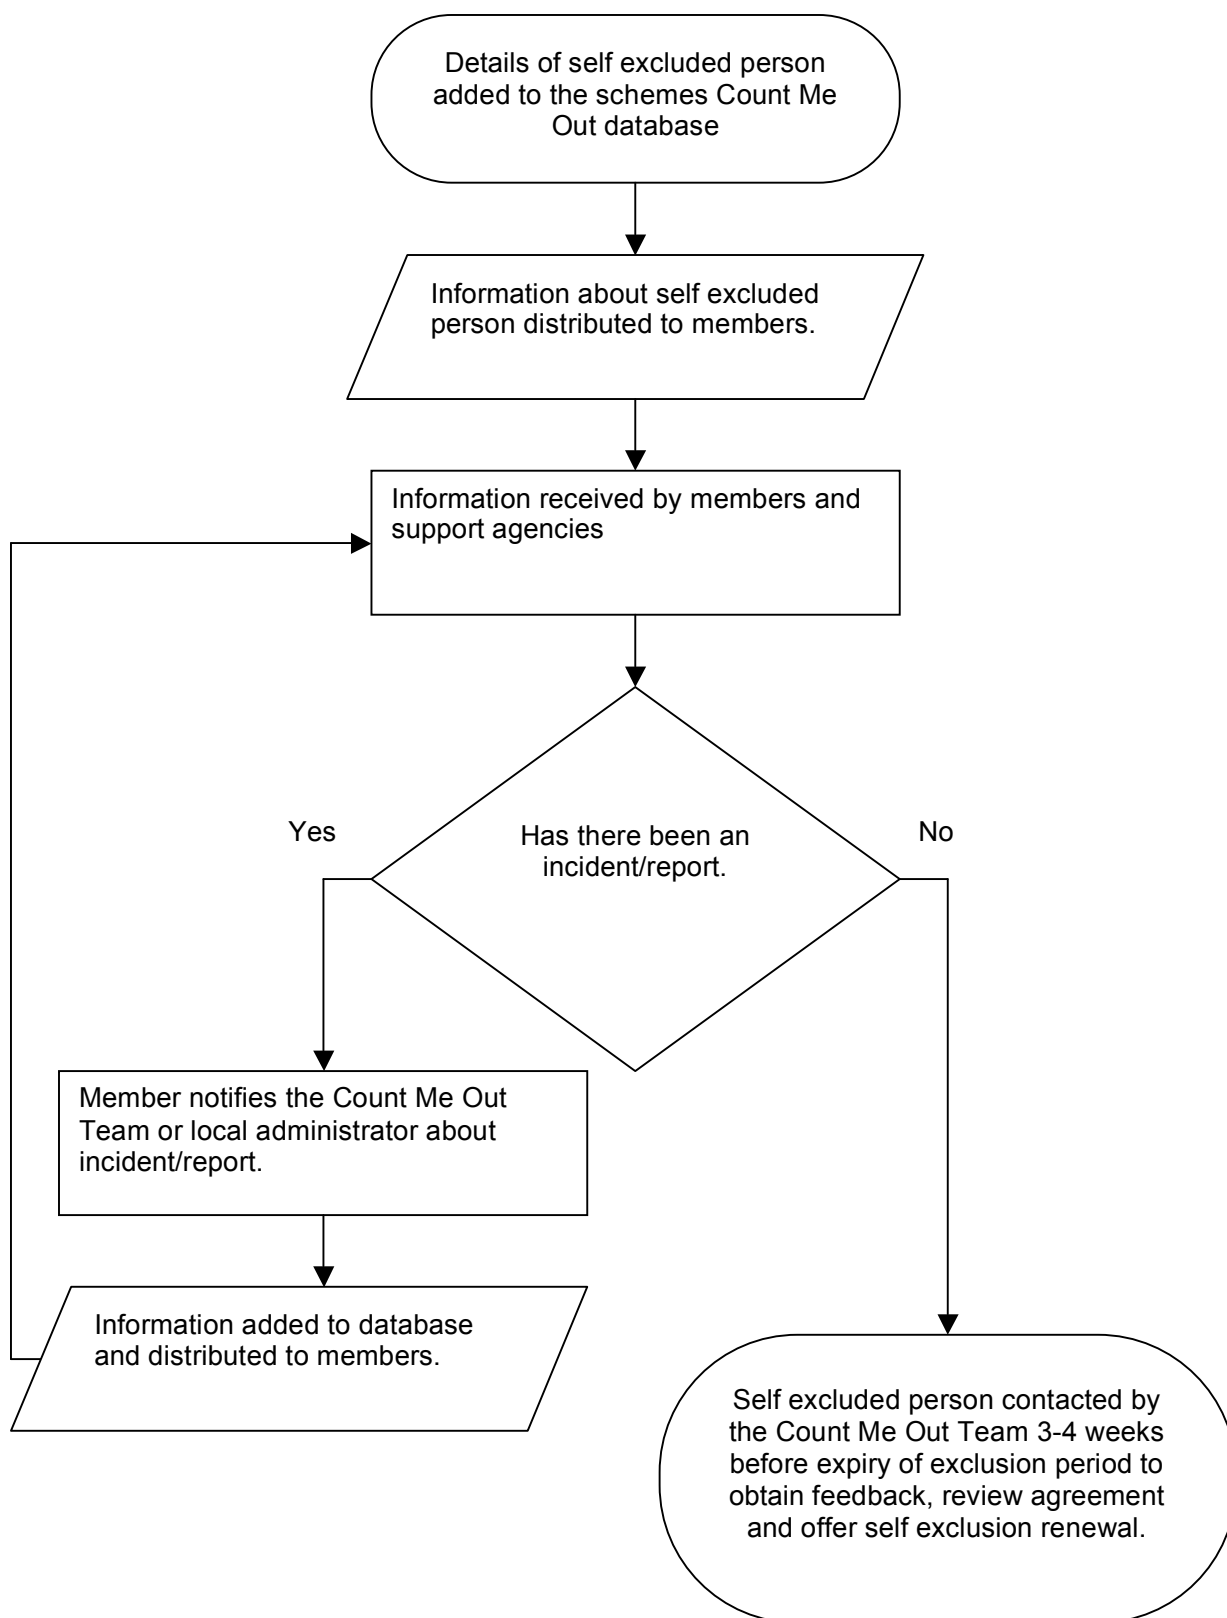 Details of self excluded person
added to the schemes Count Me
Out database
Information about self excluded
person distributed to members.
Information received by members and
support agencies
Has there been an
incident/report.
Yes
No
Member notifies the Count Me Out
Team or local administrator about
incident/report.
Information added to database
and distributed to members.
Self excluded person contacted by
the Count Me Out Team 3-4 weeks
before expiry of exclusion period to
obtain feedback, review agreement
and offer self exclusion renewal.